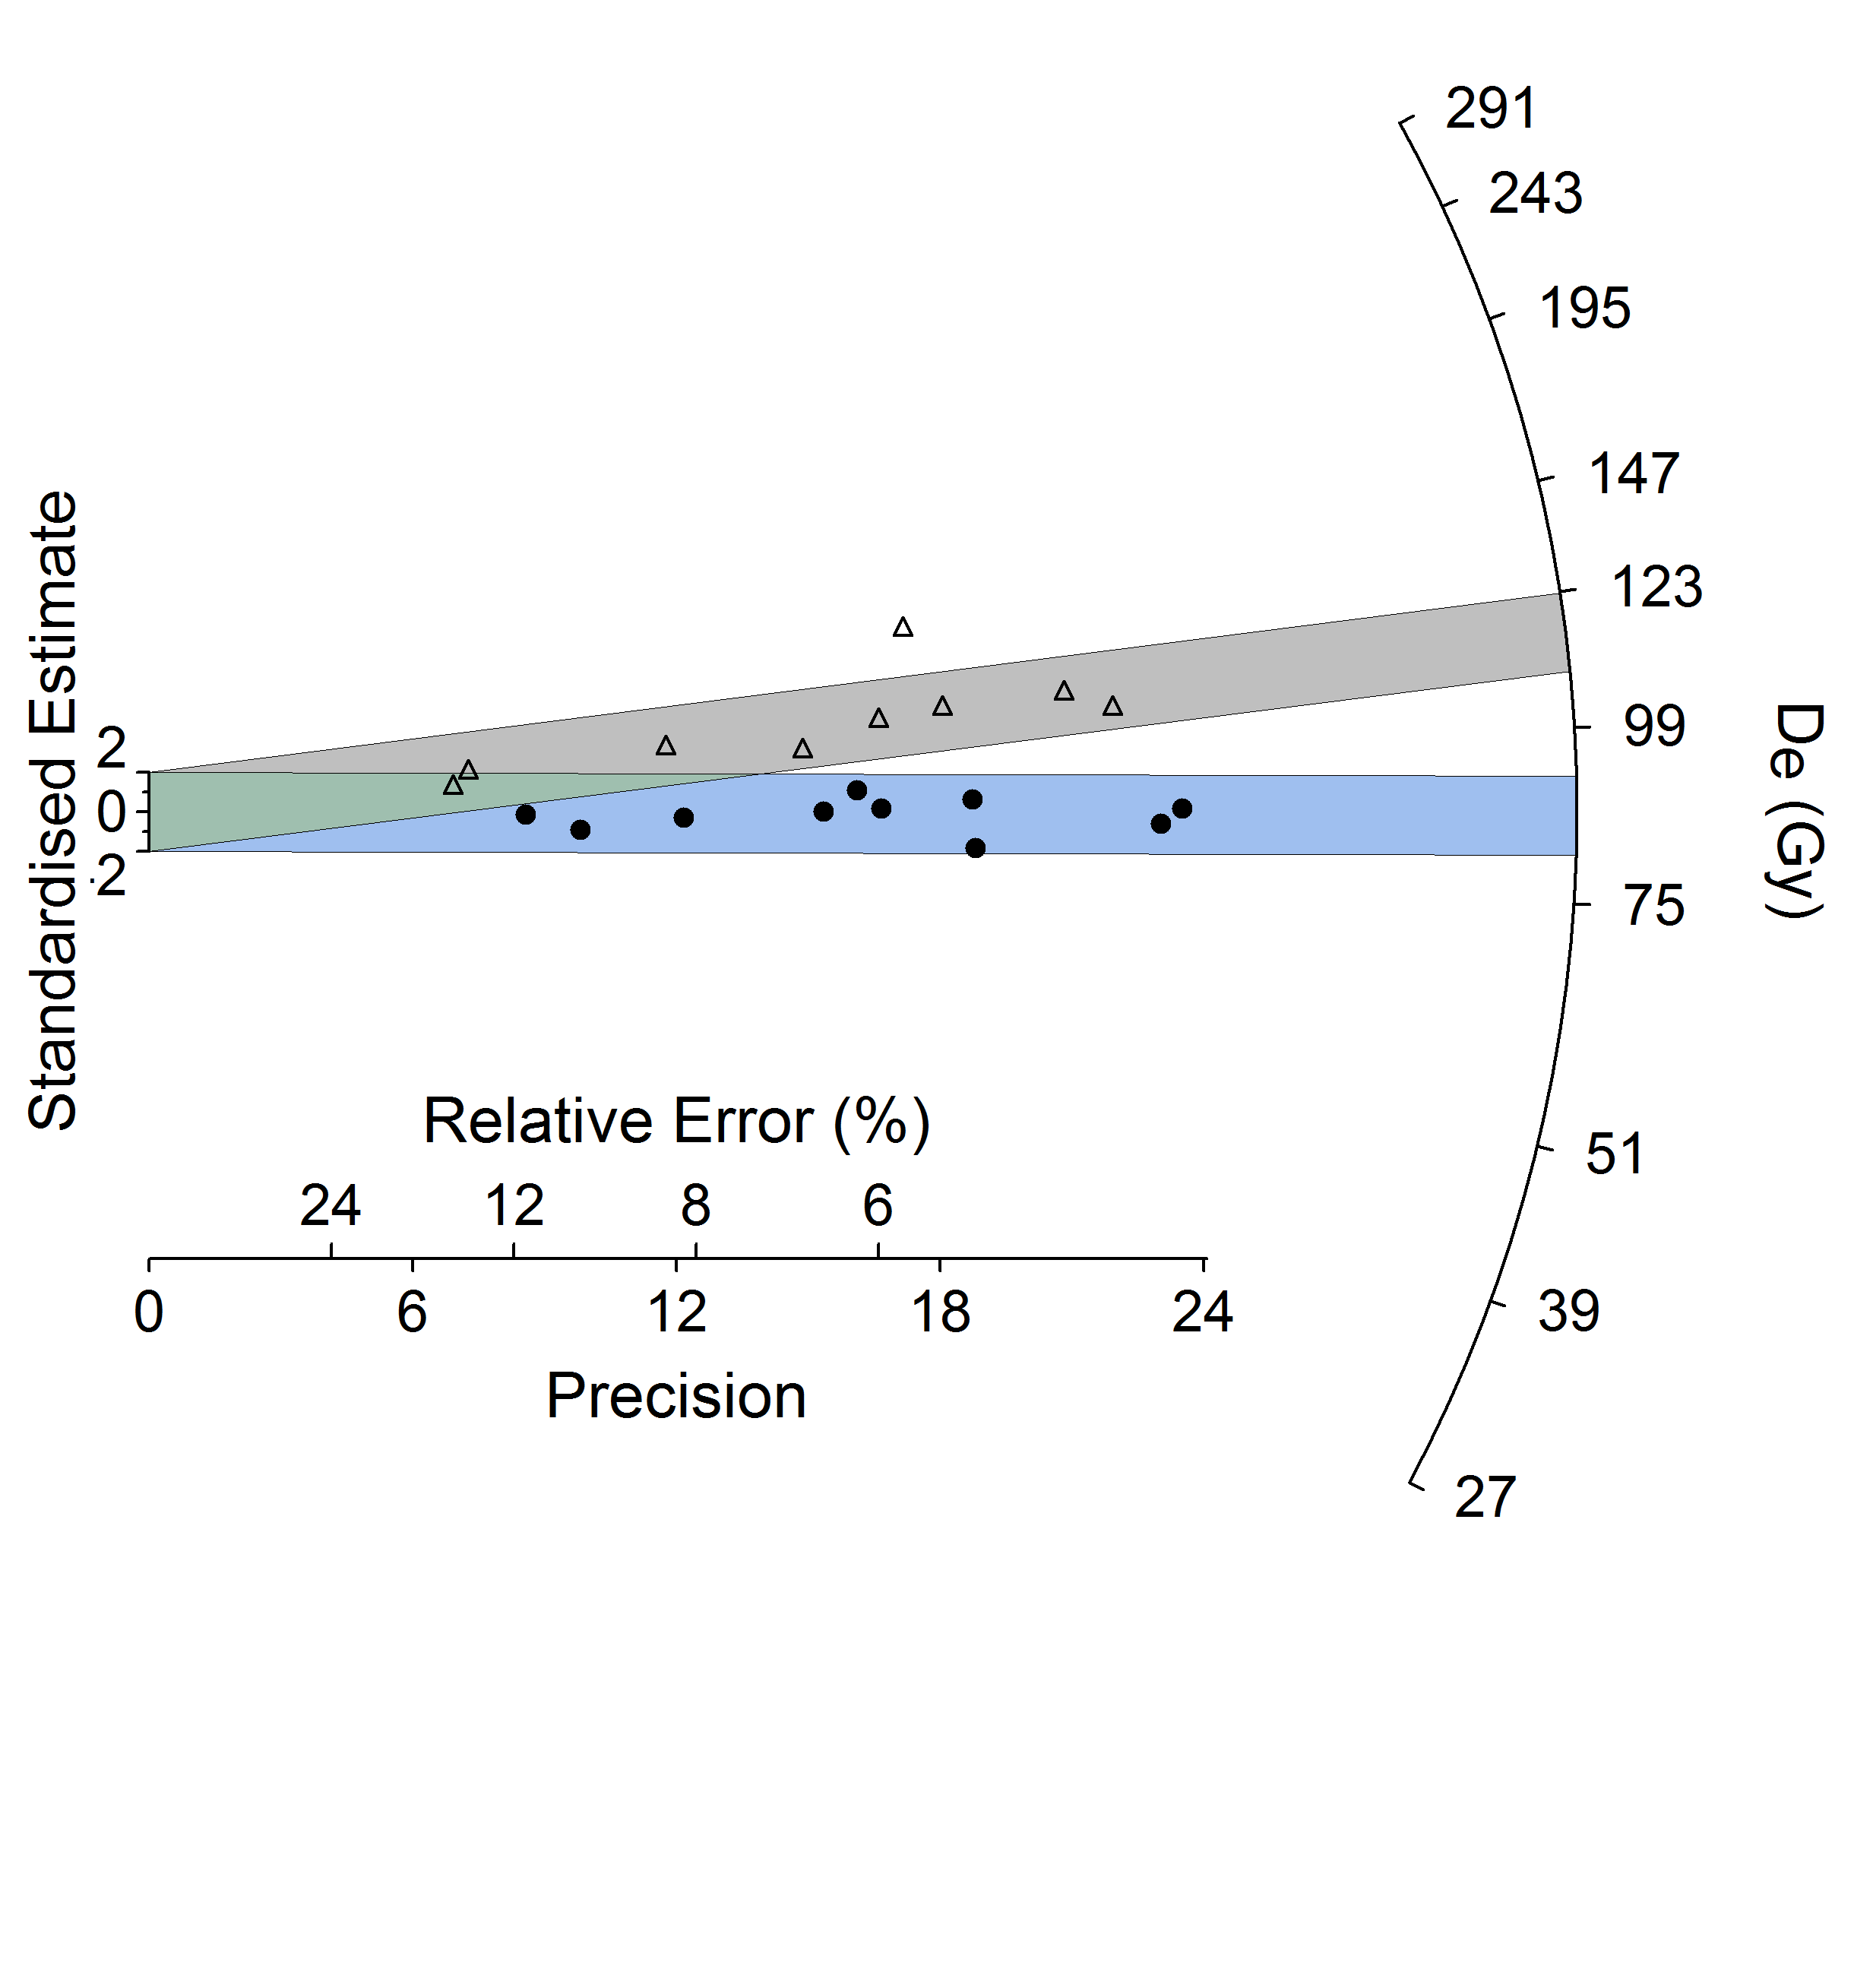 291
243
195
147
123
99
75
51
39
27
De (Gy)
Standardised Estimate
2
0
-2
Relative Error (%)
24 12 8 6
0 6 12 18 24
Precision